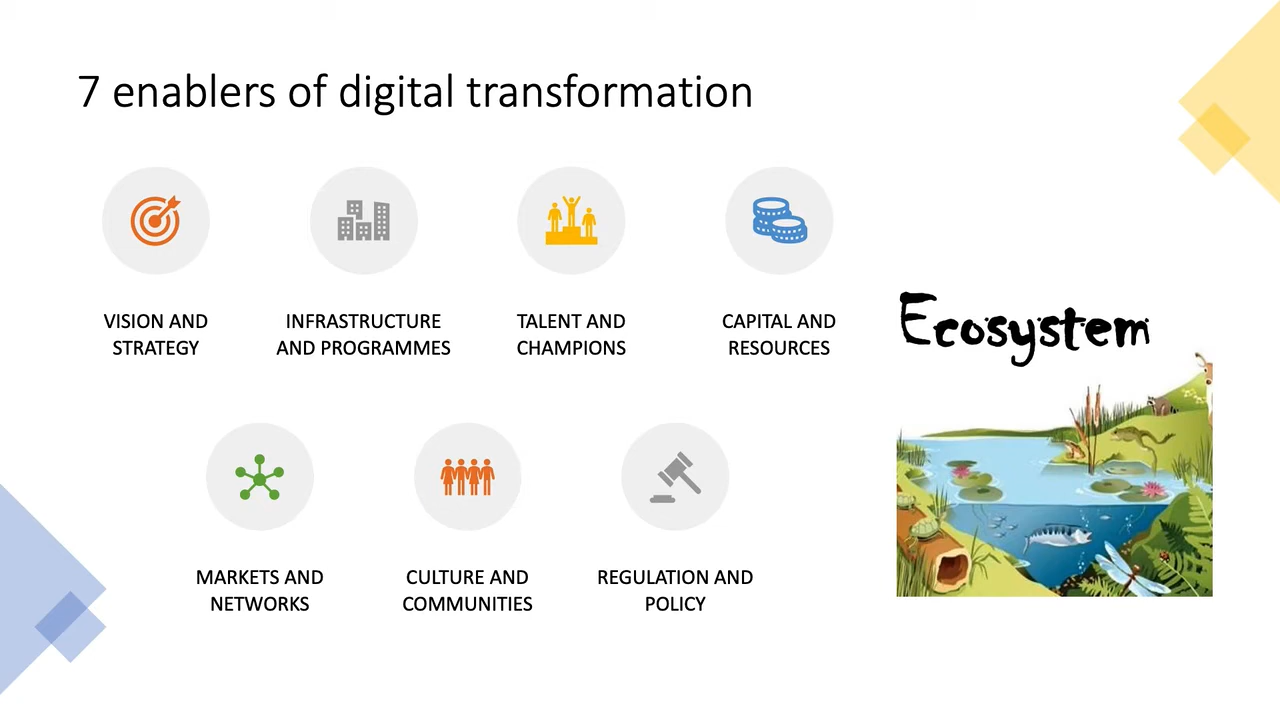 7 enablers of digital transformation
VISION AND
STRATEGY
INFRASTRUCTURE
AND PROGRAMMES
TALENT AND
CHAMPIONS
CAPITAL AND
RESOURCES
Ecosystem
MARKETS AND
NETWORKS
CULTURE AND
COMMUNITIES
REGULATION AND
POLICY